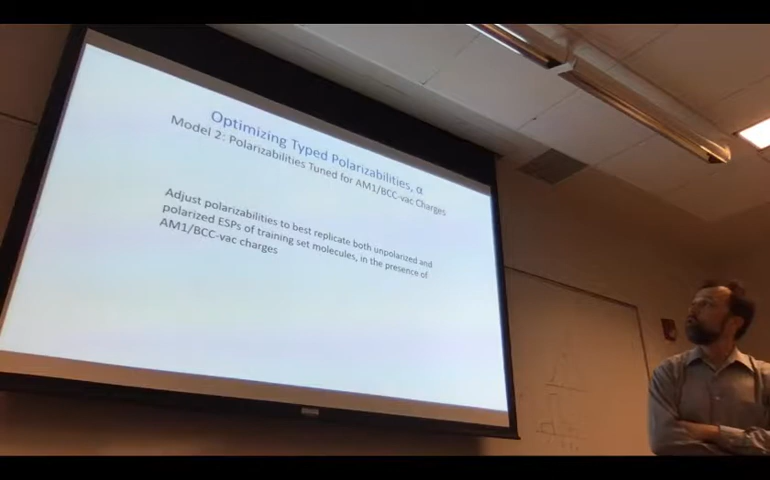 Optimizing Typed Polarizabilities, α
Model 2: Polarizabilities Tuned for AM1/BCC-vac Charges
Adjust polarizabilities to best replicate both unpolarized and
polarized ESPs of training set molecules, in the presence of
AM1/BCC-vac charges